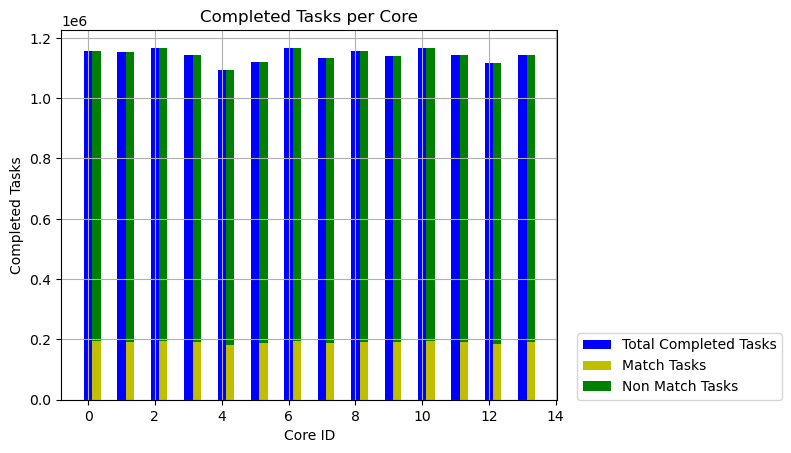 Completed Tasks per Core
1e6
1.2
1.0
0.8
0.6
0.4
0.2
0.0
Completed Tasks
0 2 4 6 8 10 12 14
Core ID
Total Completed Tasks
Match Tasks
Non Match Tasks